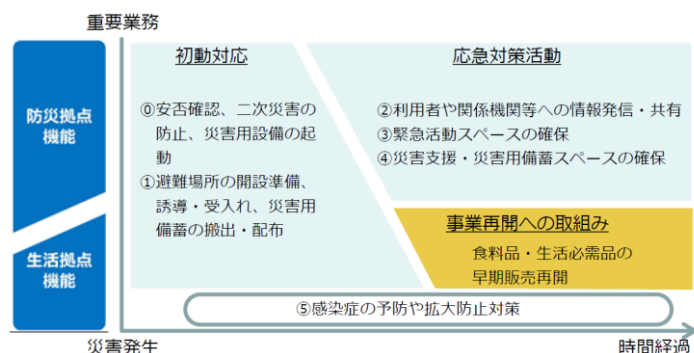 重要業務
防災拠点
機能
生活拠点
機能
初動対応
⓪安否確認、二次災害の
防止、災害用設備の起
動
①避難場所の開設準備、
誘導・受入れ、災害用
備蓄の搬出・配布
応急対策活動
②利用者や関係機関等への情報発信・共有
③緊急活動スペースの確保
④災害支援・災害用備蓄スペースの確保
事業再開への取組み
食料品・生活必需品の
早期販売再開
⑤感染症の予防や拡大防止対策
災害発生
時間経過